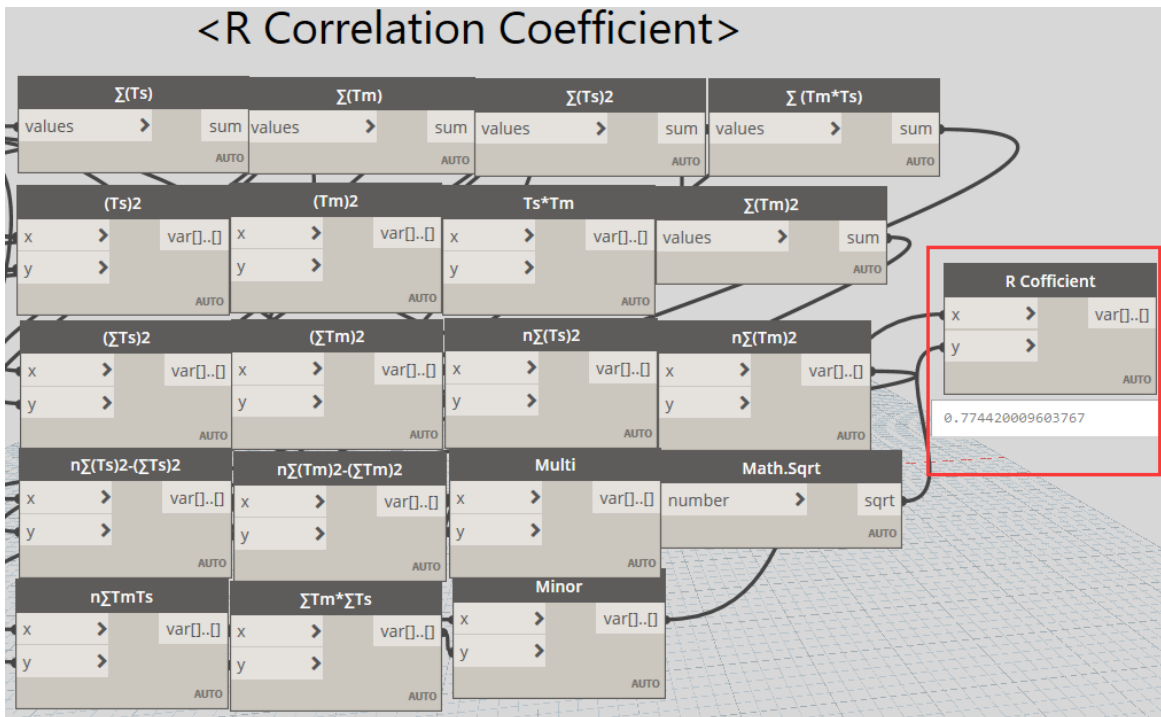 <R Correlation Coefficient>
∑(Ts)
values > sum
AUTO
∑(Tm)
values > sum
AUTO
∑(Ts)2
values > sum
AUTO
∑ (Tm*Ts)
values > sum
AUTO
(Ts)2
x > var[]..[]
y >
AUTO
(Tm)2
x > var[]..[]
y >
AUTO
Ts*Tm
x > var[]..[]
y >
AUTO
∑(Tm)2
values > sum
AUTO
R Cofficient
x > var[]..[]
y >
AUTO
0.774420009603767
(∑Ts)2
x > var[]..[]
y >
AUTO
(∑Tm)2
x > var[]..[]
y >
AUTO
n∑(Ts)2
x > var[]..[]
y >
AUTO
n∑(Tm)2
x > var[]..[]
y >
AUTO
n∑(Ts)2-(∑Ts)2
x > var[]..[]
y >
AUTO
n∑(Tm)2-(∑Tm)2
x > var[]..[]
y >
AUTO
Multi
x > var[]..[]
y >
AUTO
Math.Sqrt
number > sqrt
AUTO
n∑TmTs
x > var[]..[]
y >
AUTO
∑Tm*∑Ts
x > var[]..[]
y >
AUTO
Minor
x > var[]..[]
y >
AUTO